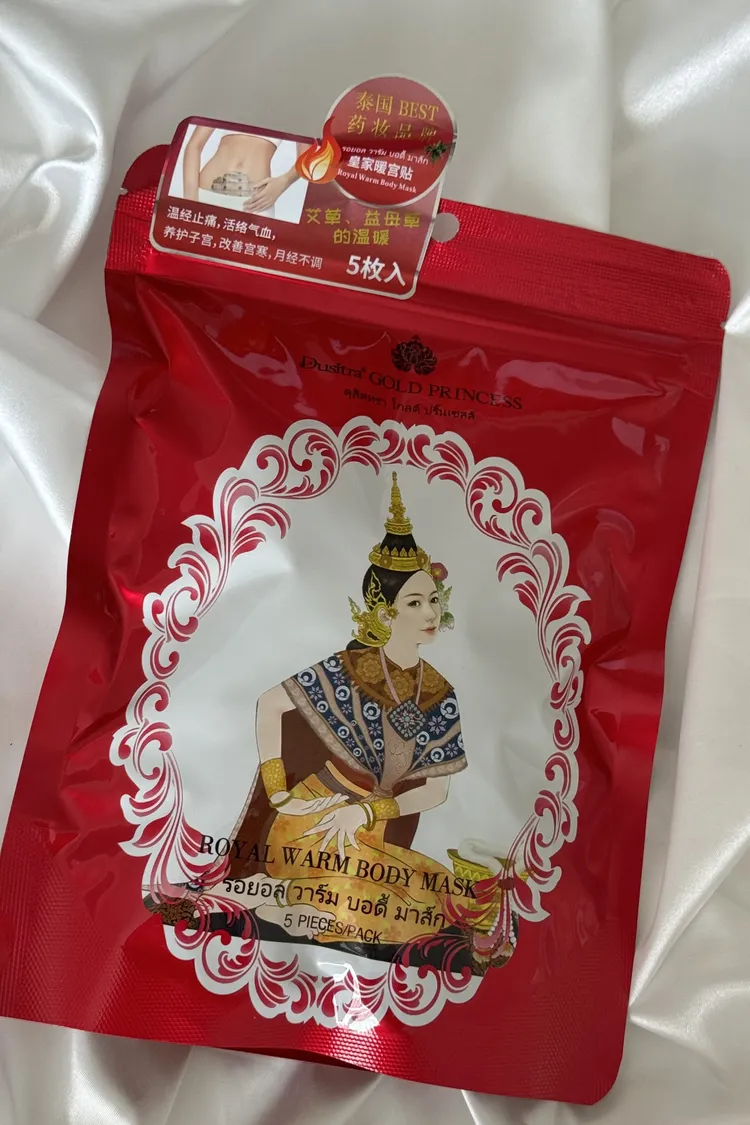 泰国 BEST
药妆品牌
รอยอล วาร์ม บอดี้ มาส์ก
皇家暖宫贴
Royal Warm Body Mask
艾草、益母草
的温暖
温经止痛,活络气血,
养护子宫,改善宫寒,月经不调
5枚入
Dusitra® GOLD PRINCESS
ดุสิตทรา โกลด์ ปริ๊นเซสส์
ROYAL WARM BODY MASK
รอยอล วาร์ม บอดี้ มาส์ก
5 PIECES/PACK